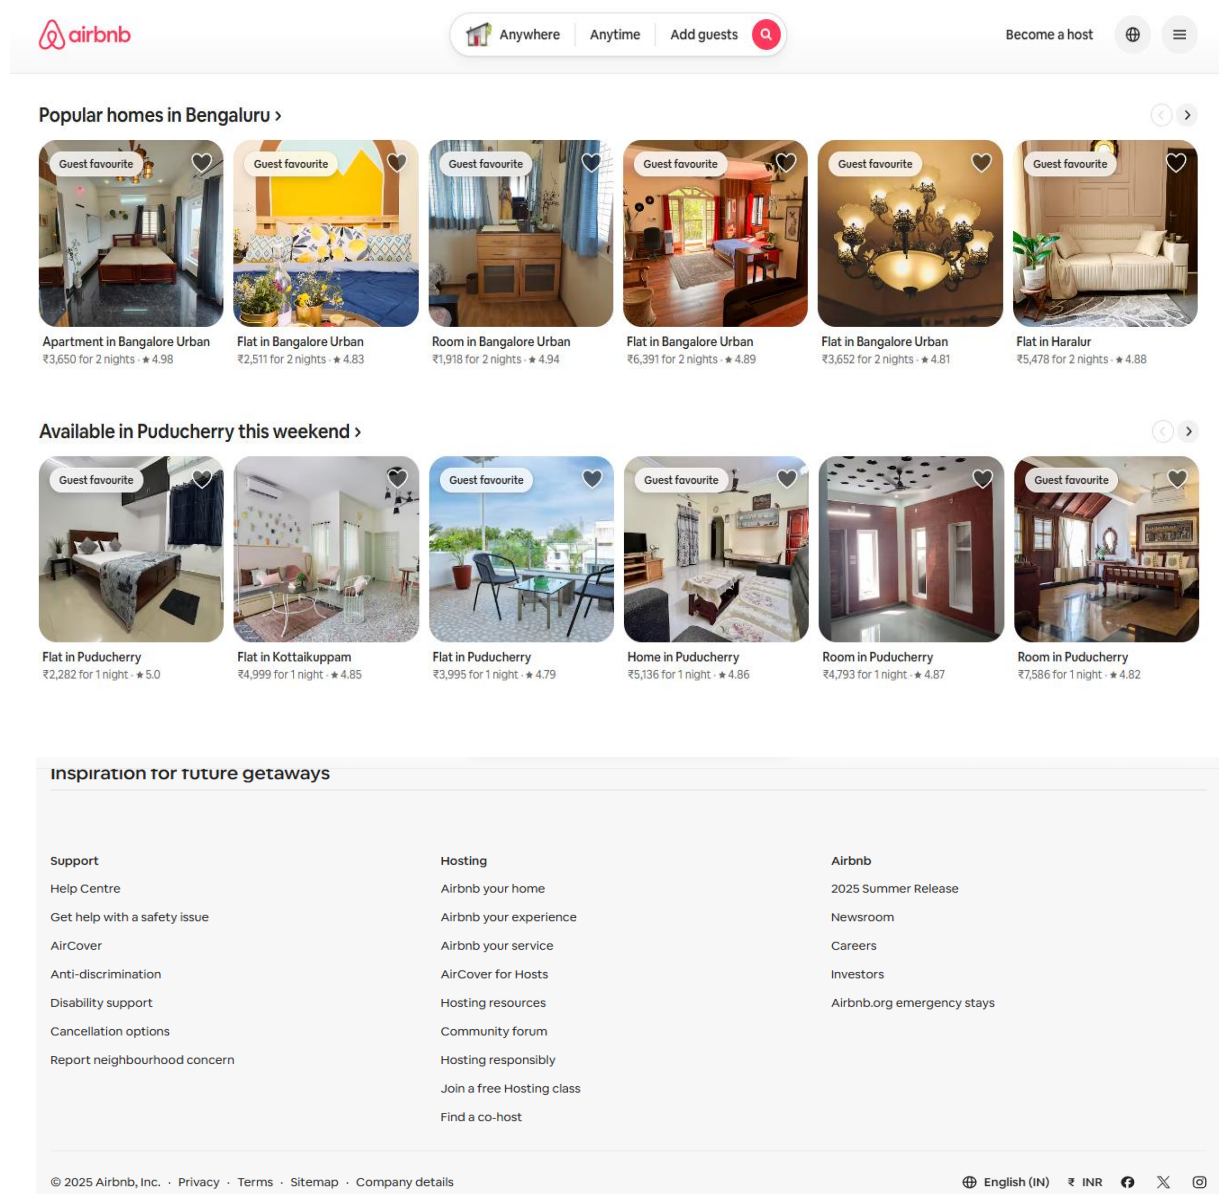 airbnb
Anywhere Anytime Add guests
Become a host
Popular homes in Bengaluru ›
Guest favourite Guest favourite Guest favourite Guest favourite Guest favourite Guest favourite
Apartment in Bangalore Urban Flat in Bangalore Urban Room in Bangalore Urban Flat in Bangalore Urban Flat in Bangalore Urban Flat in Haralur
₹3,650 for 2 nights · ★ 4.98 ₹2,511 for 2 nights · ★ 4.83 ₹1,918 for 2 nights · ★ 4.94 ₹6,391 for 2 nights · ★ 4.89 ₹3,652 for 2 nights · ★ 4.81 ₹5,478 for 2 nights · ★ 4.88
Available in Puducherry this weekend ›
Guest favourite Guest favourite Guest favourite Guest favourite
Flat in Puducherry Flat in Kottaikuppam Flat in Puducherry Home in Puducherry Room in Puducherry Room in Puducherry
₹2,282 for 1 night · ★ 5.0 ₹4,999 for 1 night · ★ 4.85 ₹3,995 for 1 night · ★ 4.79 ₹5,136 for 1 night · ★ 4.86 ₹4,793 for 1 night · ★ 4.87 ₹7,586 for 1 night · ★ 4.82
Inspiration for future getaways
Support
Help Centre
Get help with a safety issue
AirCover
Anti-discrimination
Disability support
Cancellation options
Report neighbourhood concern
Hosting
Airbnb your home
Airbnb your experience
Airbnb your service
AirCover for Hosts
Hosting resources
Community forum
Hosting responsibly
Join a free Hosting class
Find a co-host
Airbnb
2025 Summer Release
Newsroom
Careers
Investors
Airbnb.org emergency stays
© 2025 Airbnb, Inc. · Privacy · Terms · Sitemap · Company details
English (IN) ₹ INR